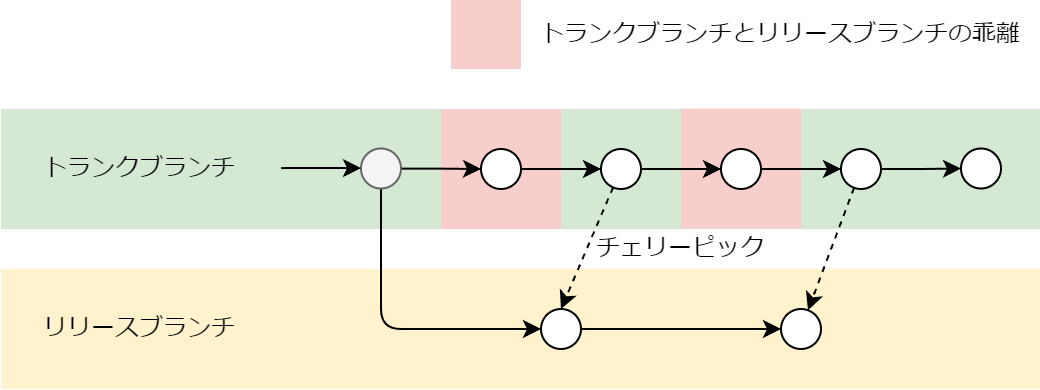 トランクブランチとリリースブランチの乖離
トランクブランチ
チェリーピック
リリースブランチ